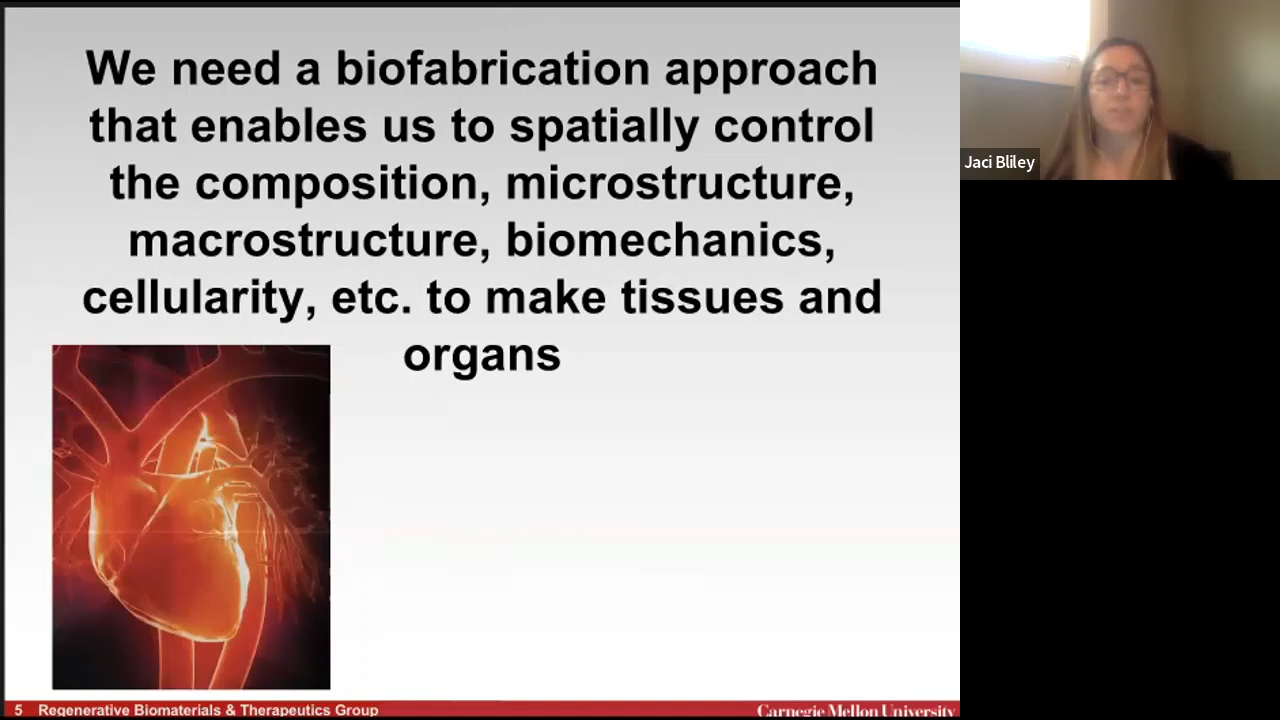 We need a biofabrication approach
that enables us to spatially control
the composition, microstructure,
macrostructure, biomechanics,
cellularity, etc. to make tissues and
organs
Jaci Bliley
5 Regenerative Biomaterials & Therapeutics Group
Carnegie Mellon University